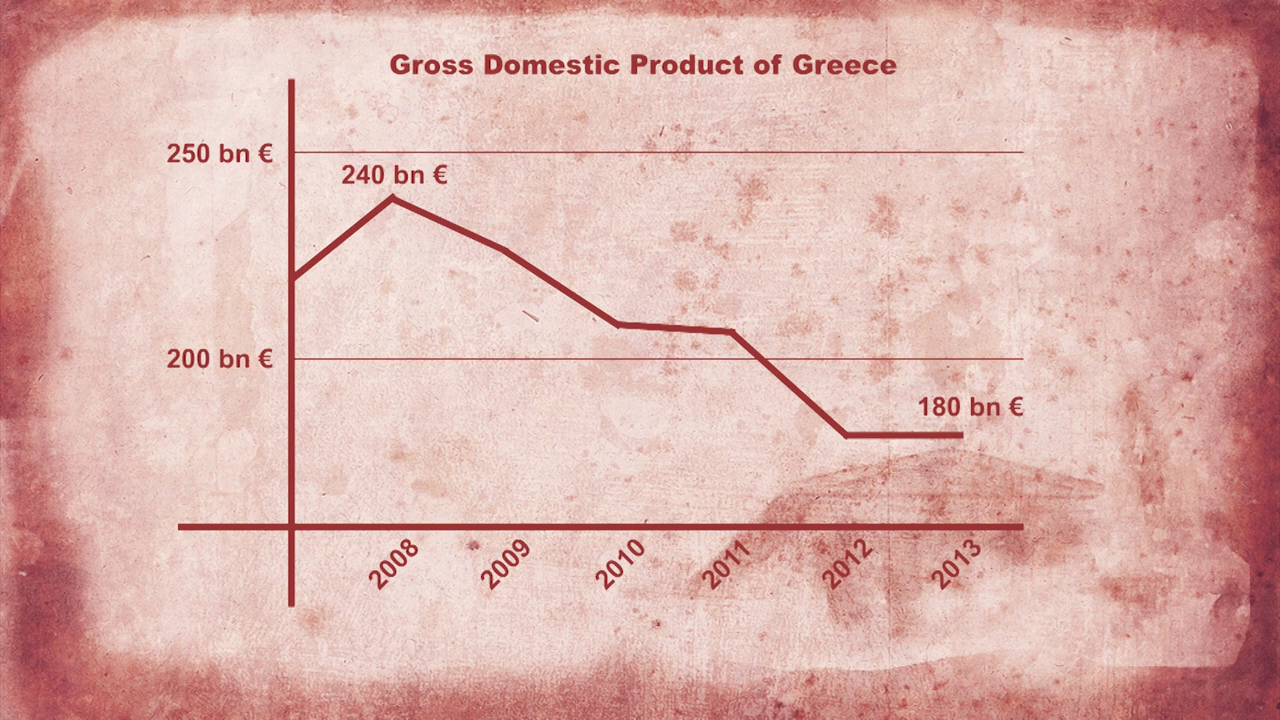 Gross Domestic Product of Greece
250 bn €
240 bn €
200 bn €
180 bn €
2008
2009
2010
2011
2012
2013